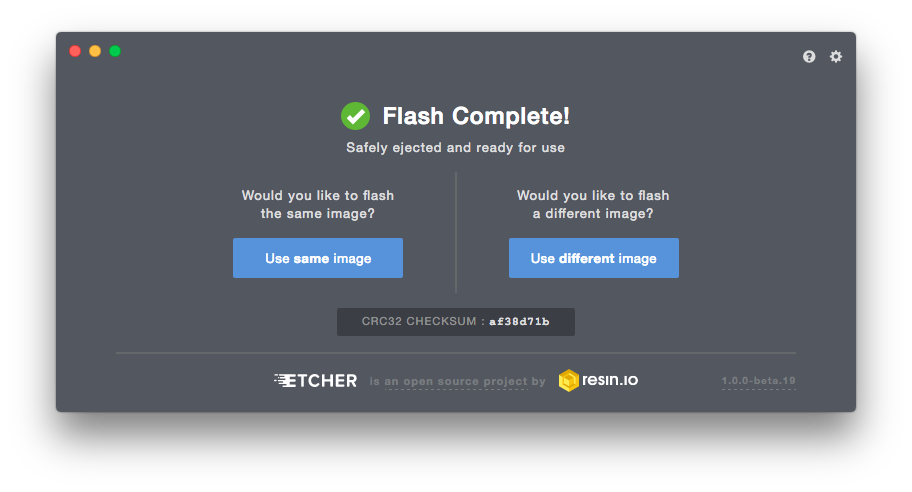 Flash Complete!
Safely ejected and ready for use
Would you like to flash
the same image?
Use same image
Would you like to flash
a different image?
Use different image
CRC32 CHECKSUM : af38d71b
ETCHER is an open source project by resin.io
1.0.0-beta.19